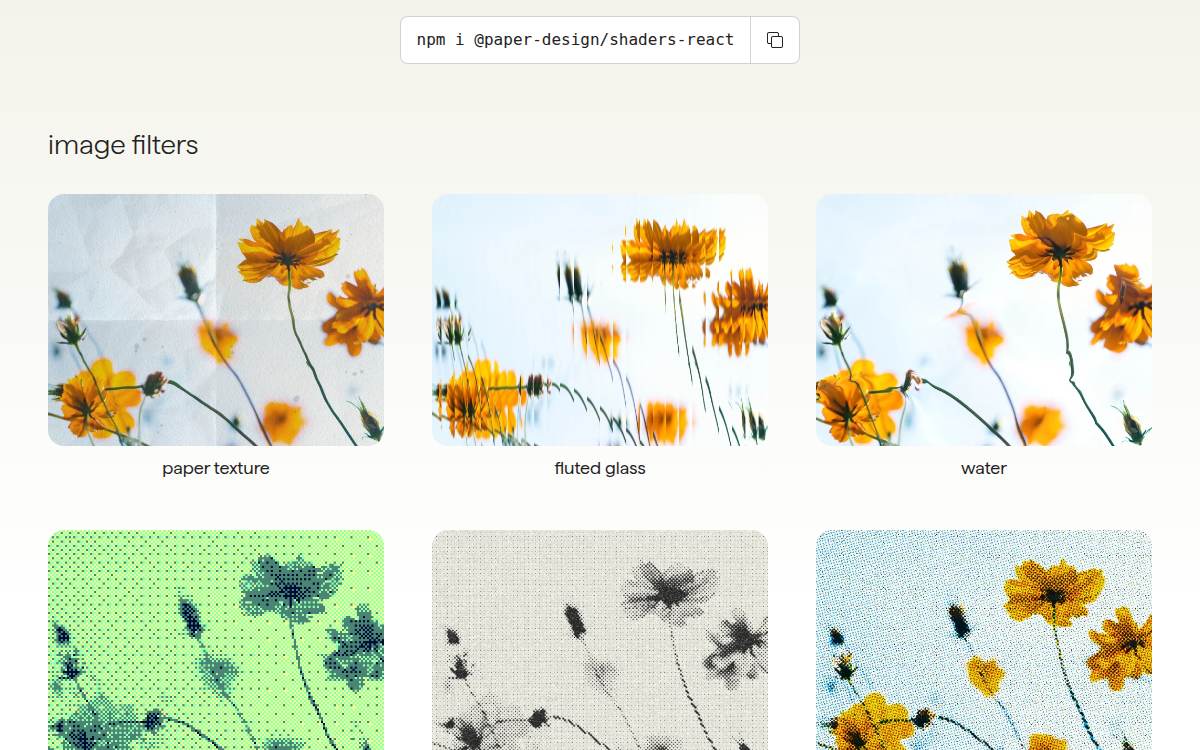 npm i @paper-design/shaders-react
image filters
paper texture
fluted glass
water